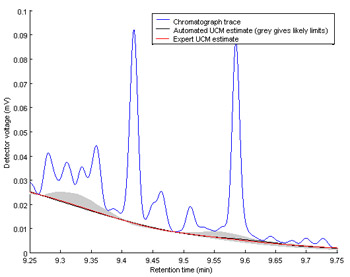 0.1
0.09
0.08
0.07
0.06
0.05
0.04
0.03
0.02
0.01
0
Detector voltage (mV)
Chromatograph trace
Automated UCM estimate (grey gives likely limits)
Expert UCM estimate
9.25 9.3 9.35 9.4 9.45 9.5 9.55 9.6 9.65 9.7 9.75
Retention time (min)